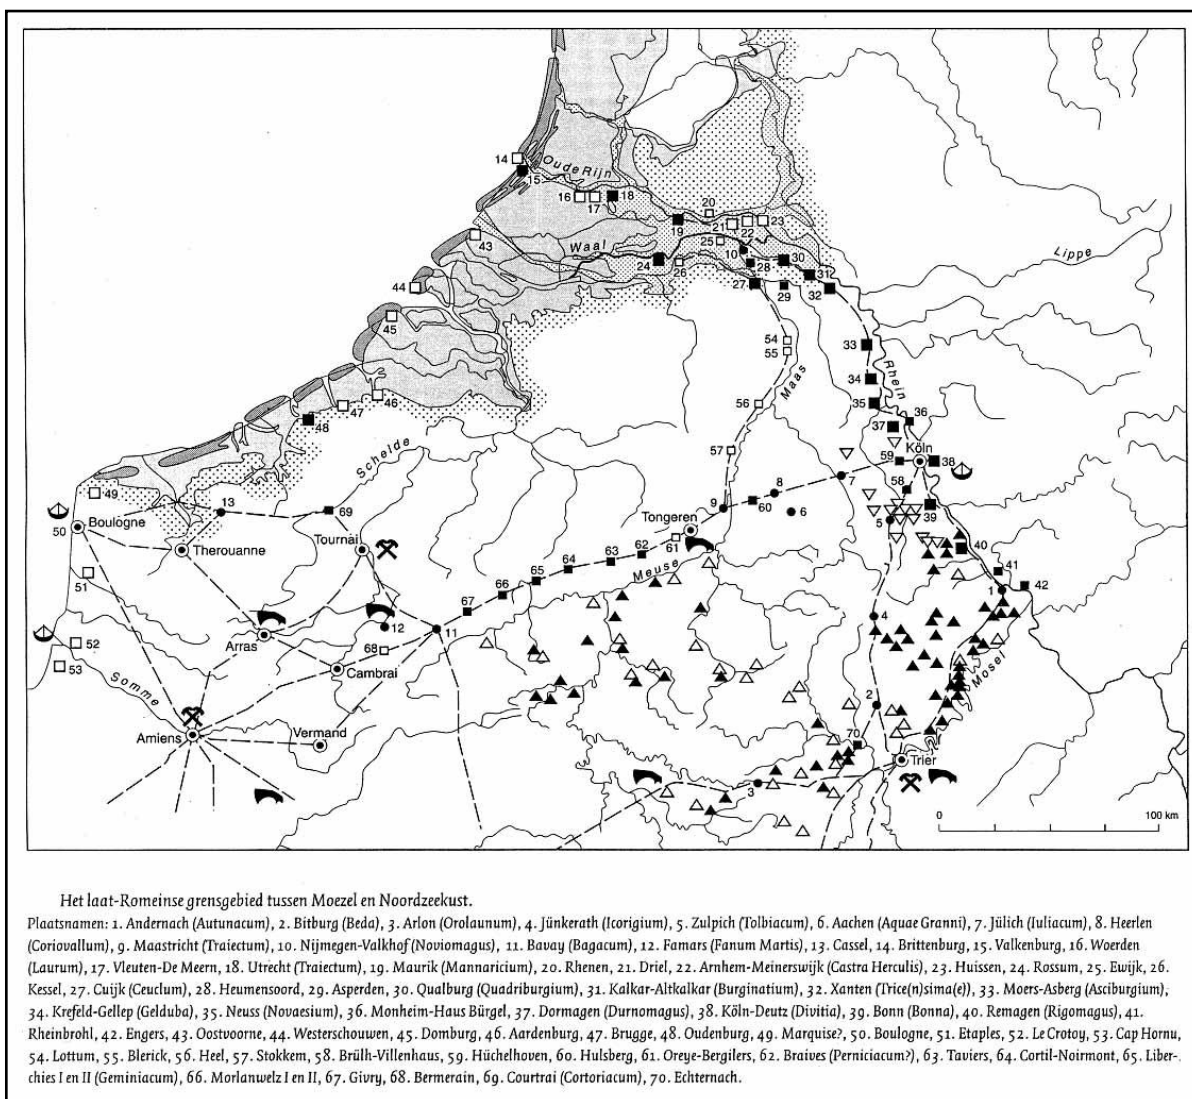 14
Oude Rijn
15
16
17
18
20
19
21
22
23
43
Waal
25
10
24
26
28
30
Lippe
31
44
27
29
32
45
54
55
33
Rhein
34
Maas
46
56
35
47
36
48
37
Köln
Schelde
57
59
38
49
8
7
58
13
69
9
60
6
39
50
Boulogne
Tongeren
5
Therouanne
Tournai
61
40
62
63
64
Meuse
41
51
65
42
66
1
67
4
12
11
52
Arras
68
53
Cambrai
Mosel
Somme
2
Vermand
Amiens
70
Trier
3
0
100 km
Het laat-Romeinse grensgebied tussen Moezel en Noordzeekust.
Plaatsnamen: 1. Andernach (Autunacum), 2. Bitburg (Beda), 3. Arlon (Orolaunum), 4. Jünkerath (Icorigium), 5. Zulpich (Tolbiacum), 6. Aachen (Aquae Granni), 7. Jülich (Iuliacum), 8. Heerlen
(Coriovallum), 9. Maastricht (Traiectum), 10. Nijmegen-Valkhof (Noviomagus), 11. Bavay (Bagacum), 12. Famars (Fanum Martis), 13. Cassel, 14. Brittenburg, 15. Valkenburg, 16. Woerden
(Laurum), 17. Vleuten-De Meern, 18. Utrecht (Traiectum), 19. Maurik (Mannaricium), 20. Rhenen, 21. Driel, 22. Arnhem-Meinerswijk (Castra Herculis), 23. Huissen, 24. Rossum, 25. Ewijk, 26.
Kessel, 27. Cuijk (Ceuclum), 28. Heumensoord, 29. Asperden, 30. Qualburg (Quadriburgium), 31. Kalkar-Altkalkar (Burginatium), 32. Xanten (Trice(n)sima(e)), 33. Moers-Asberg (Asciburgium),
34. Krefeld-Gellep (Gelduba), 35. Neuss (Novaesium), 36. Monheim-Haus Bürgel, 37. Dormagen (Durnomagus), 38. Köln-Deutz (Divitia), 39. Bonn (Bonna), 40. Remagen (Rigomagus), 41.
Rheinbrohl, 42. Engers, 43. Oostvoorne, 44. Westerschouwen, 45. Domburg, 46. Aardenburg, 47. Brugge, 48. Oudenburg, 49. Marquise?, 50. Boulogne, 51. Etaples, 52. Le Crotoy, 53. Cap Hornu,
54. Lottum, 55. Blerick, 56. Heel, 57. Stokkem, 58. Brülh-Villenhaus, 59. Hüchelhoven, 60. Hulsberg, 61. Oreye-Bergilers, 62. Braives (Perniciacum?), 63. Taviers, 64. Cortil-Noirmont, 65. Liber-
chies I en II (Geminiacum), 66. Morlanwelz I en II, 67. Givry, 68. Bermerain, 69. Courtrai (Cortoriacum), 70. Echternach.